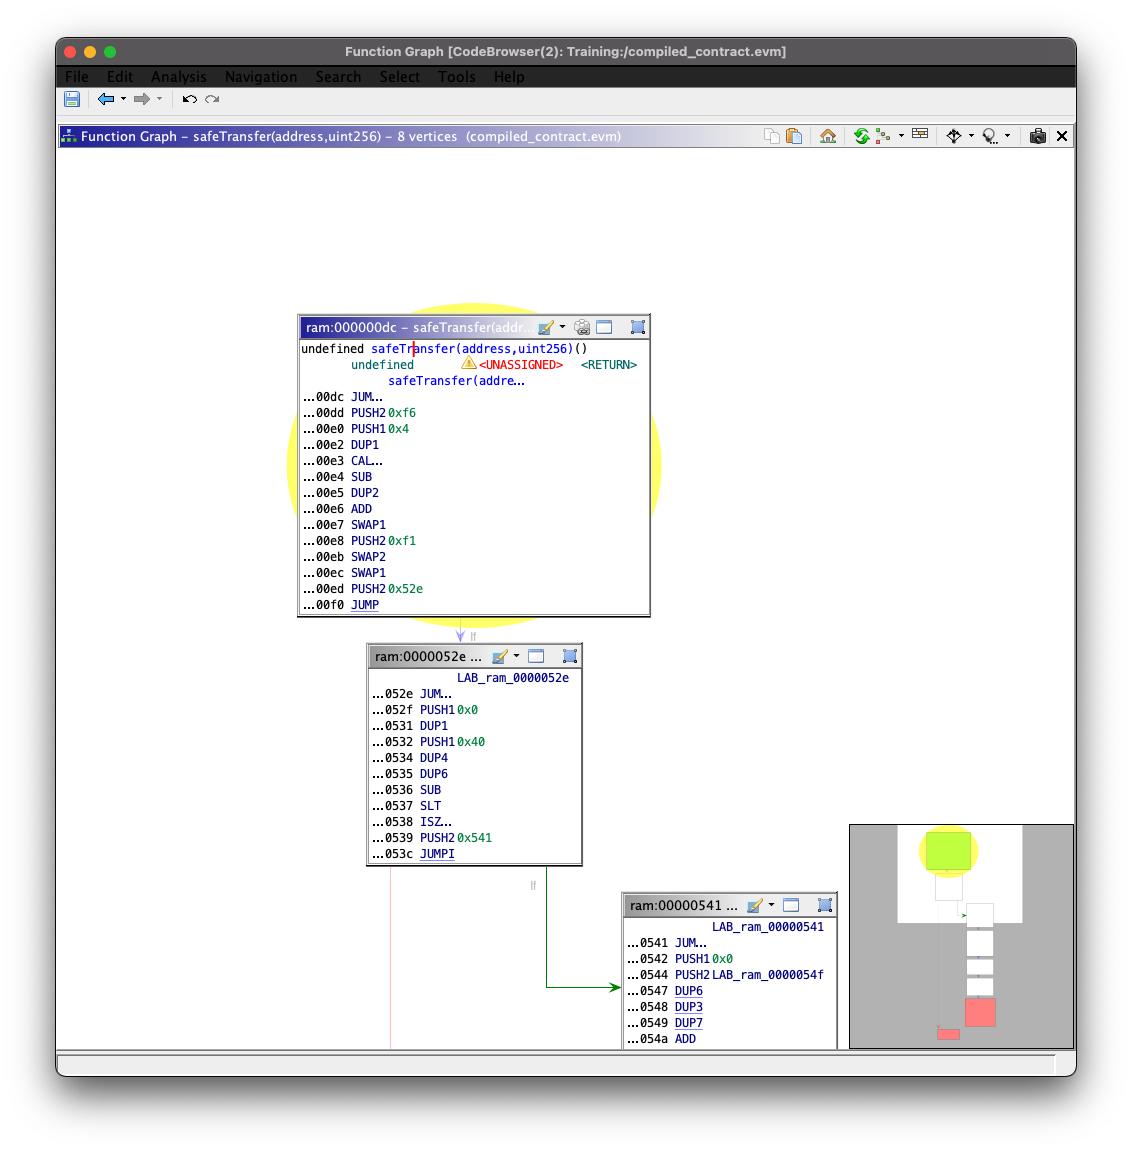 Function Graph [CodeBrowser(2): Training:/compiled_contract.evm]
File Edit Analysis Navigation Search Select Tools Help
Function Graph – safeTransfer(address,uint256) – 8 vertices (compiled_contract.evm)
ram:000000dc – safeTransfer(addr...
undefined safeTransfer(address,uint256)()
undefined <UNASSIGNED> <RETURN>
safeTransfer(addre...
...00dc JUM...
...00dd PUSH2 0xf6
...00e0 PUSH1 0x4
...00e2 DUP1
...00e3 CAL...
...00e4 SUB
...00e5 DUP2
...00e6 ADD
...00e7 SWAP1
...00e8 PUSH2 0xf1
...00eb SWAP2
...00ec SWAP1
...00ed PUSH2 0x52e
...00f0 JUMP
If
ram:0000052e ...
LAB_ram_0000052e
...052e JUM...
...052f PUSH1 0x0
...0531 DUP1
...0532 PUSH1 0x40
...0534 DUP4
...0535 DUP6
...0536 SUB
...0537 SLT
...0538 ISZ...
...0539 PUSH2 0x541
...053c JUMPI
If
ram:00000541 ...
LAB_ram_00000541
...0541 JUM...
...0542 PUSH1 0x0
...0544 PUSH2 LAB_ram_0000054f
...0547 DUP6
...0548 DUP3
...0549 DUP7
...054a ADD